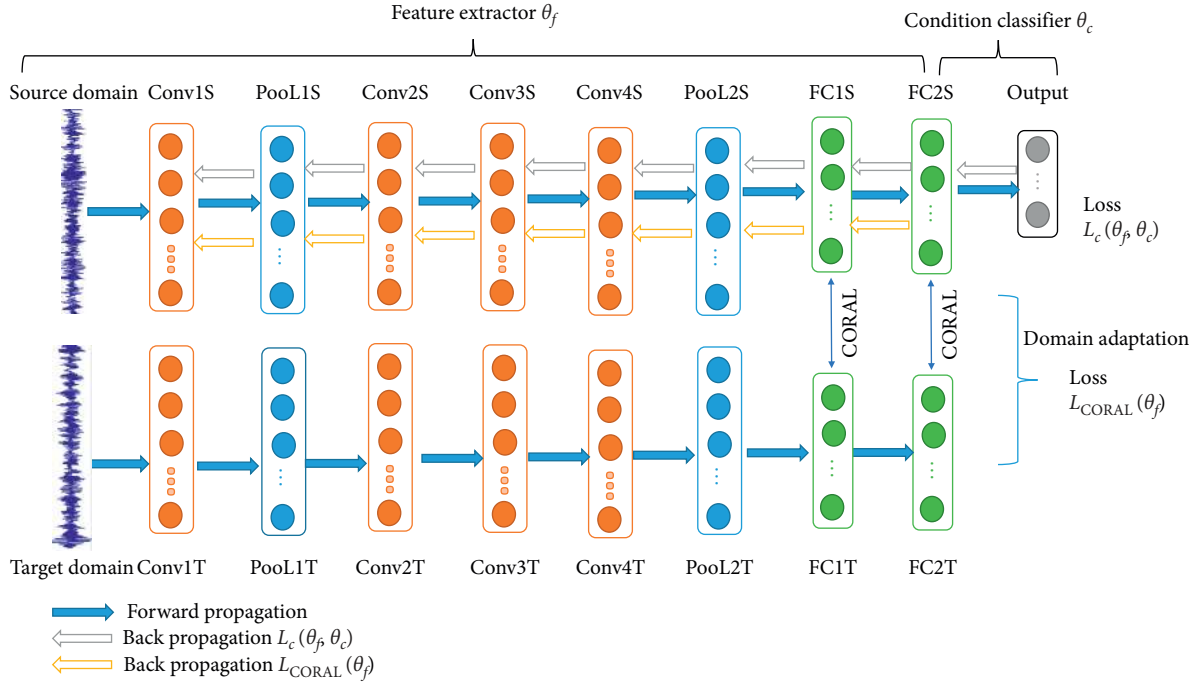 Feature extractor θf
Condition classifier θc
Source domain Conv1S PooL1S Conv2S Conv3S Conv4S PooL2S FC1S FC2S Output
Loss
Lc (θf, θc)
CORAL CORAL
Domain adaptation
Loss
LCORAL (θf)
Target domain Conv1T PooL1T Conv2T Conv3T Conv4T PooL2T FC1T FC2T
Forward propagation
Back propagation Lc (θf, θc)
Back propagation LCORAL (θf)